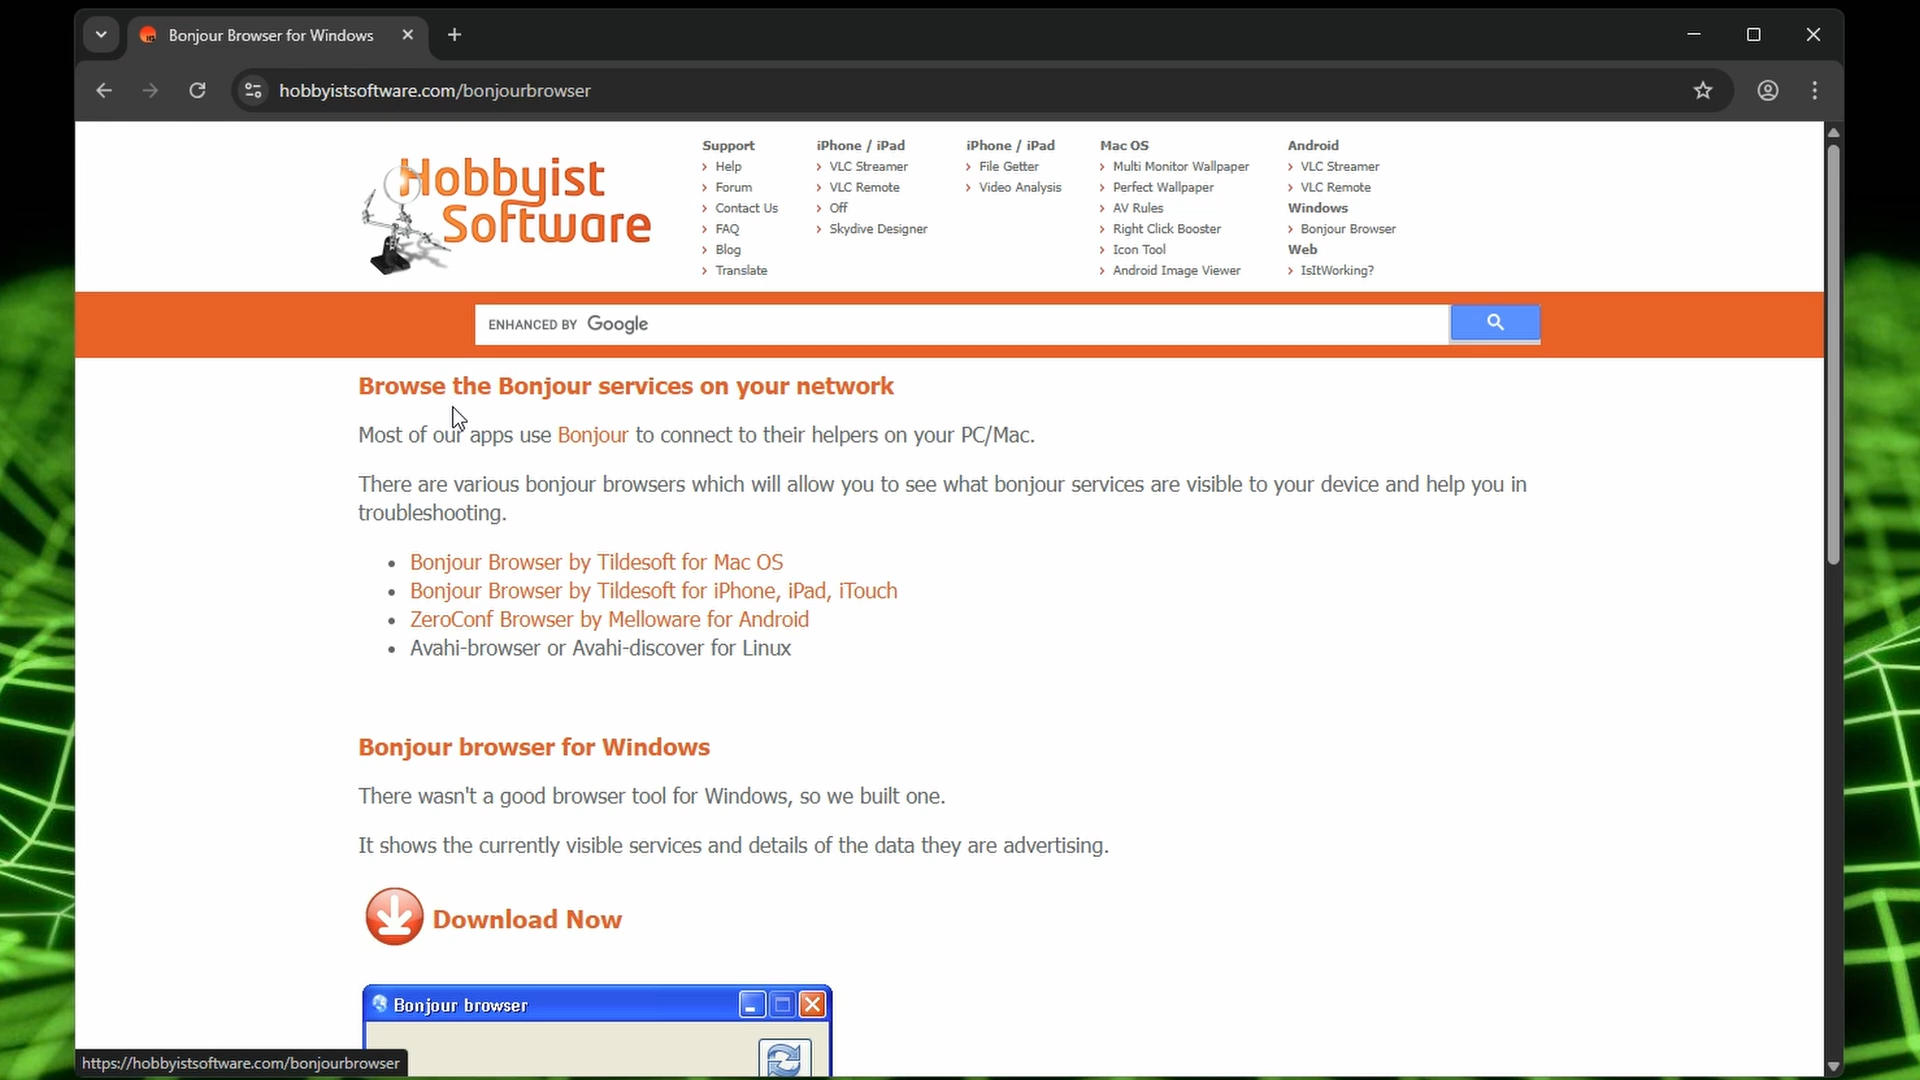 Bonjour Browser for Windows
hobbyistsoftware.com/bonjourbrowser
Hobbyist
Software
Support
Help
Forum
Contact Us
FAQ
Blog
Translate
iPhone / iPad
VLC Streamer
VLC Remote
Off
Skydive Designer
iPhone / iPad
File Getter
Video Analysis
Mac OS
Multi Monitor Wallpaper
Perfect Wallpaper
AV Rules
Right Click Booster
Icon Tool
Android Image Viewer
Android
VLC Streamer
VLC Remote
Windows
Bonjour Browser
Web
IsItWorking?
ENHANCED BY Google
Browse the Bonjour services on your network
Most of our apps use Bonjour to connect to their helpers on your PC/Mac.
There are various bonjour browsers which will allow you to see what bonjour services are visible to your device and help you in
troubleshooting.
Bonjour Browser by Tildesoft for Mac OS
Bonjour Browser by Tildesoft for iPhone, iPad, iTouch
ZeroConf Browser by Melloware for Android
Avahi-browser or Avahi-discover for Linux
Bonjour browser for Windows
There wasn't a good browser tool for Windows, so we built one.
It shows the currently visible services and details of the data they are advertising.
Download Now
Bonjour browser
https://hobbyistsoftware.com/bonjourbrowser